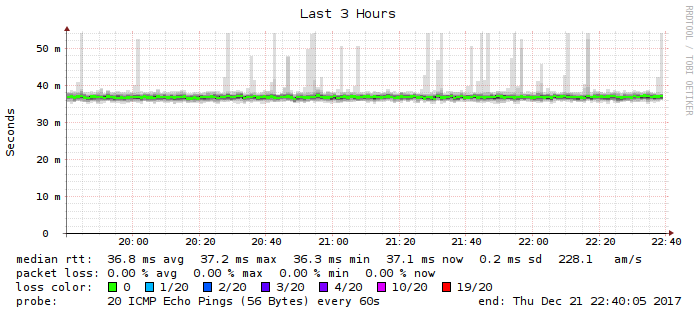 Last 3 Hours
RRDTOOL / TOBI OETIKER
Seconds
50 m
40 m
30 m
20 m
10 m
0
20:00 20:20 20:40 21:00 21:20 21:40 22:00 22:20 22:40
median rtt: 36.8 ms avg 37.2 ms max 36.3 ms min 37.1 ms now 0.2 ms sd 228.1 am/s
packet loss: 0.00 % avg 0.00 % max 0.00 % min 0.00 % now
loss color: 0 1/20 2/20 3/20 4/20 10/20 19/20
probe: 20 ICMP Echo Pings (56 Bytes) every 60s end: Thu Dec 21 22:40:05 2017